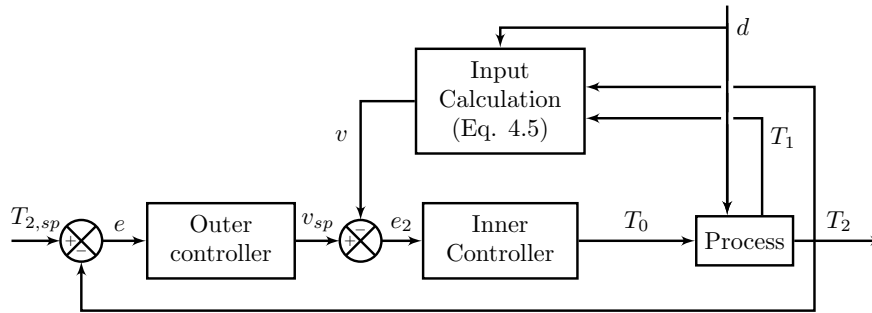 d
Input
Calculation
(Eq. 4.5)
v
T₁
T₂,sp
+
−
e
Outer
controller
vsp
+
−
e₂
Inner
Controller
T₀
Process
T₂